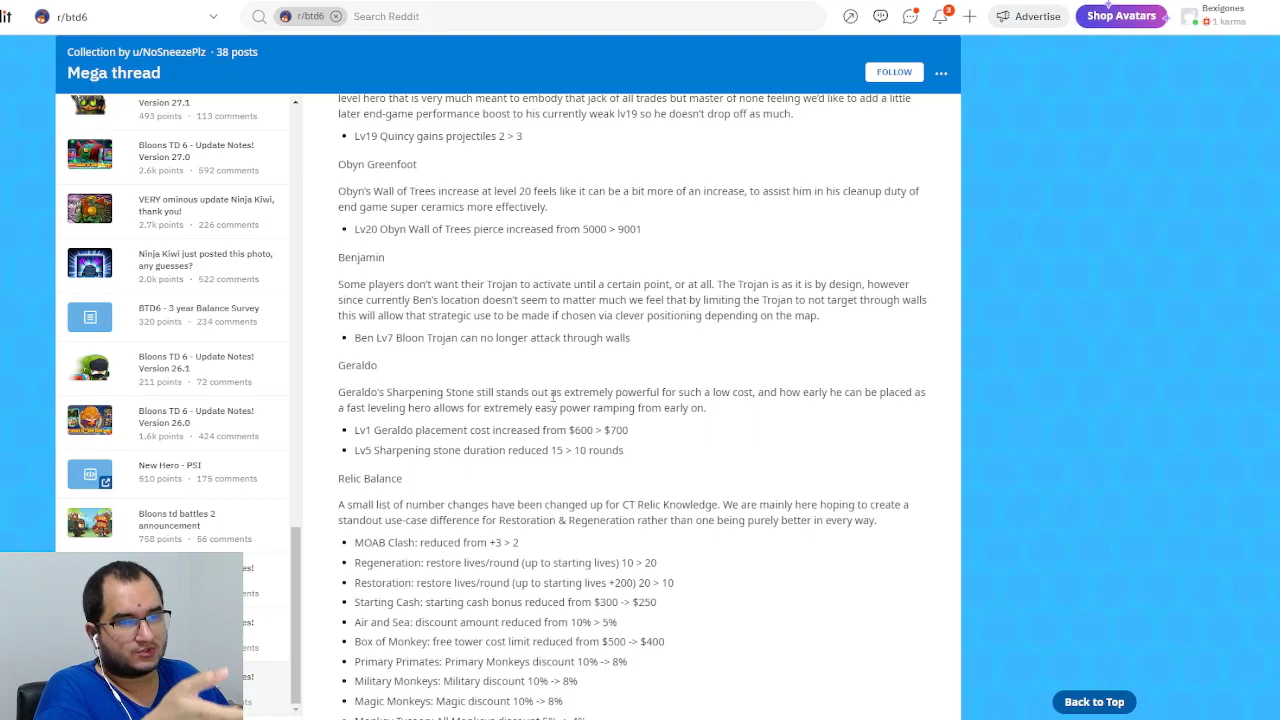 it
r/btd6
r/btd6
Search Reddit
3
Advertise
Shop Avatars
Bexigones
1 karma
Collection by u/NoSneezePlz · 38 posts
Mega thread
FOLLOW
Version 27.1
493 points · 113 comments
Bloons TD 6 - Update Notes!
Version 27.0
2.6k points · 592 comments
VERY ominous update Ninja Kiwi,
thank you!
2.7k points · 226 comments
Ninja Kiwi just posted this photo,
any guesses?
2.0k points · 522 comments
BTD6 - 3 year Balance Survey
320 points · 234 comments
Bloons TD 6 - Update Notes!
Version 26.1
211 points · 72 comments
Bloons TD 6 - Update Notes!
Version 26.0
1.6k points · 424 comments
New Hero - PSI
510 points · 175 comments
Bloons td battles 2
announcement
758 points · 56 comments
es!
ents
es!
ents
es!
ents
level hero that is very much meant to embody that jack of all trades but master of none feeling we'd like to add a little
later end-game performance boost to his currently weak lv19 so he doesn't drop off as much.
• Lv19 Quincy gains projectiles 2 > 3
Obyn Greenfoot
Obyn's Wall of Trees increase at level 20 feels like it can be a bit more of an increase, to assist him in his cleanup duty of
end game super ceramics more effectively.
• Lv20 Obyn Wall of Trees pierce increased from 5000 > 9001
Benjamin
Some players don't want their Trojan to activate until a certain point, or at all. The Trojan is as it is by design, however
since currently Ben's location doesn't seem to matter much we feel that by limiting the Trojan to not target through walls
this will allow that strategic use to be made if chosen via clever positioning depending on the map.
• Ben Lv7 Bloon Trojan can no longer attack through walls
Geraldo
Geraldo's Sharpening Stone still stands out as extremely powerful for such a low cost, and how early he can be placed as
a fast leveling hero allows for extremely easy power ramping from early on.
• Lv1 Geraldo placement cost increased from $600 > $700
• Lv5 Sharpening stone duration reduced 15 > 10 rounds
Relic Balance
A small list of number changes have been changed up for CT Relic Knowledge. We are mainly here hoping to create a
standout use-case difference for Restoration & Regeneration rather than one being purely better in every way.
• MOAB Clash: reduced from +3 > 2
• Regeneration: restore lives/round (up to starting lives) 10 > 20
• Restoration: restore lives/round (up to starting lives +200) 20 > 10
• Starting Cash: starting cash bonus reduced from $300 -> $250
• Air and Sea: discount amount reduced from 10% > 5%
• Box of Monkey: free tower cost limit reduced from $500 -> $400
• Primary Primates: Primary Monkeys discount 10% -> 8%
• Military Monkeys: Military discount 10% -> 8%
• Magic Monkeys: Magic discount 10% -> 8%
• Monkey Tycoon: All Monkeys discount 5% -> 4%
Back to Top